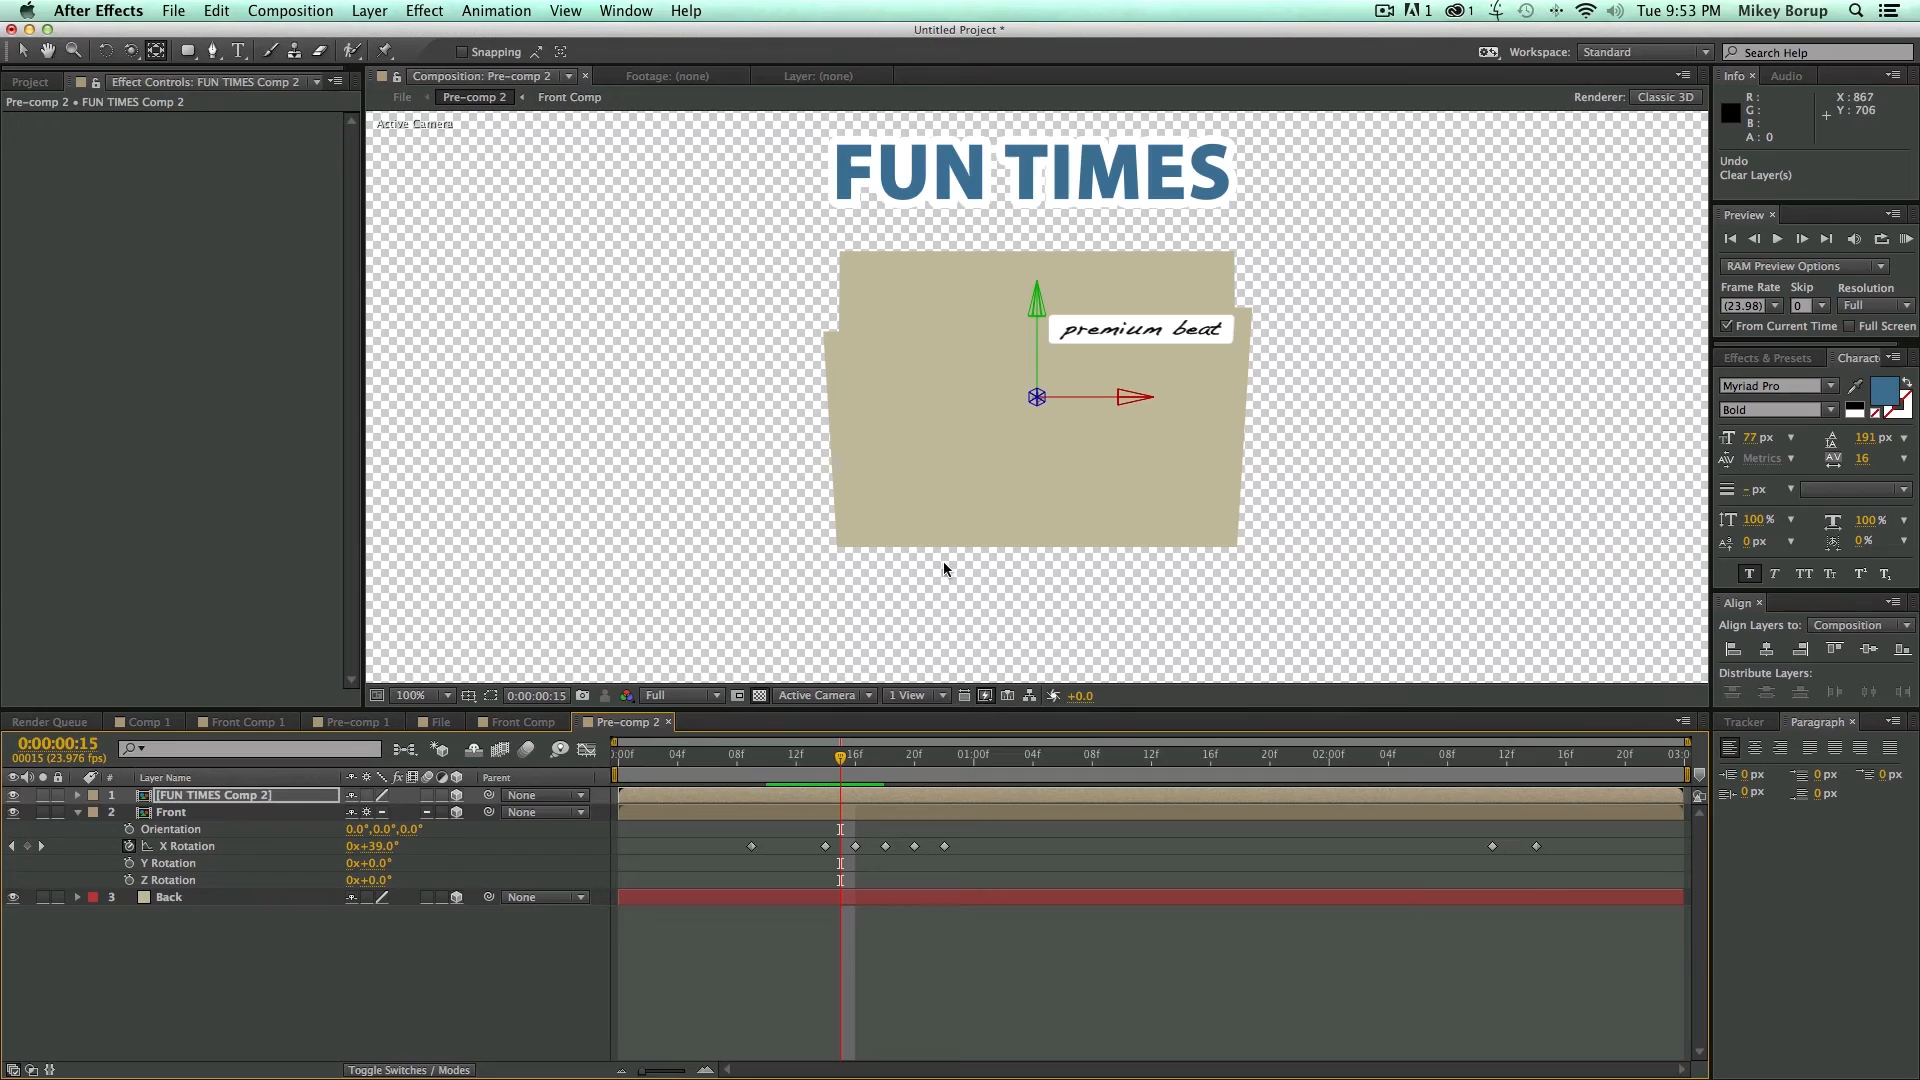 After Effects File Edit Composition Layer Effect Animation View Window Help 1 1 Tue 9:53 PM Mikey Borup
Untitled Project *
Snapping Workspace: Standard Search Help
Project Effect Controls: FUN TIMES Comp 2 Composition: Pre-comp 2 Footage: (none) Layer: (none) Info Audio
Pre-comp 2 • FUN TIMES Comp 2 File Pre-comp 2 Front Comp Renderer: Classic 3D
Active Camera
R: G: B: A: 0 X: 867 Y: 706
Undo
Clear Layer(s)
FUN TIMES
premium beat
Preview
RAM Preview Options
Frame Rate Skip Resolution
(23.98) 0 Full
From Current Time Full Screen
Effects & Presets Charact
Myriad Pro
Bold
77 px 191 px
Metrics 16
- px
100 % 100 %
0 px 0 %
T T TT Tt T¹ T₁
Align
Align Layers to: Composition
Distribute Layers:
100% 0:00:00:15 Full Active Camera 1 View +0.0
Render Queue Comp 1 Front Comp 1 Pre-comp 1 File Front Comp Pre-comp 2 Tracker Paragraph
0:00:00:15
00015 (23.976 fps)
):00f 04f 08f 12f 16f 20f 01:00f 04f 08f 12f 16f 20f 02:00f 04f 08f 12f 16f 20f 03:0
# Layer Name fx Parent
1 [FUN TIMES Comp 2] None
2 Front None
Orientation 0.0°,0.0°,0.0°
X Rotation 0x+39.0°
Y Rotation 0x+0.0°
Z Rotation 0x+0.0°
3 Back None
0 px 0 px 0 px
0 px 0 px
Toggle Switches / Modes